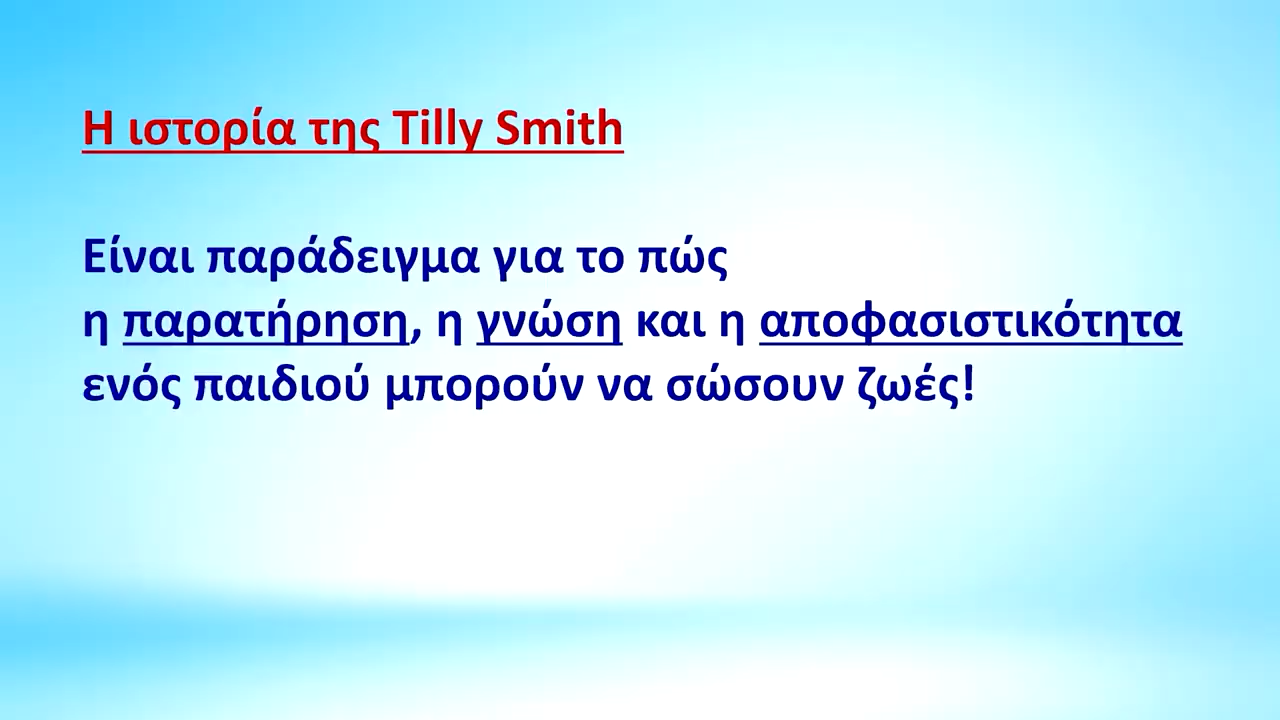 Η ιστορία της Tilly Smith
Είναι παράδειγμα για το πώς
η παρατήρηση, η γνώση και η αποφασιστικότητα
ενός παιδιού μπορούν να σώσουν ζωές!